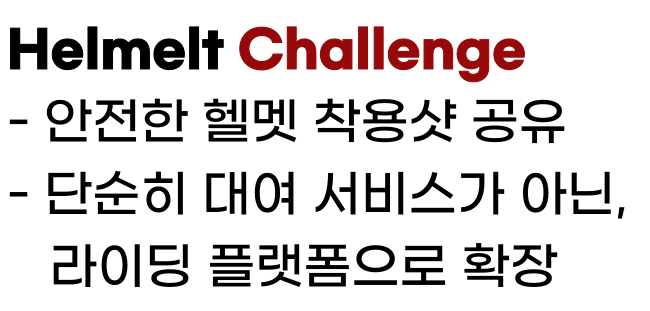 Helmelt Challenge
- 안전한 헬멧 착용샷 공유
- 단순히 대여 서비스가 아닌,
라이딩 플랫폼으로 확장